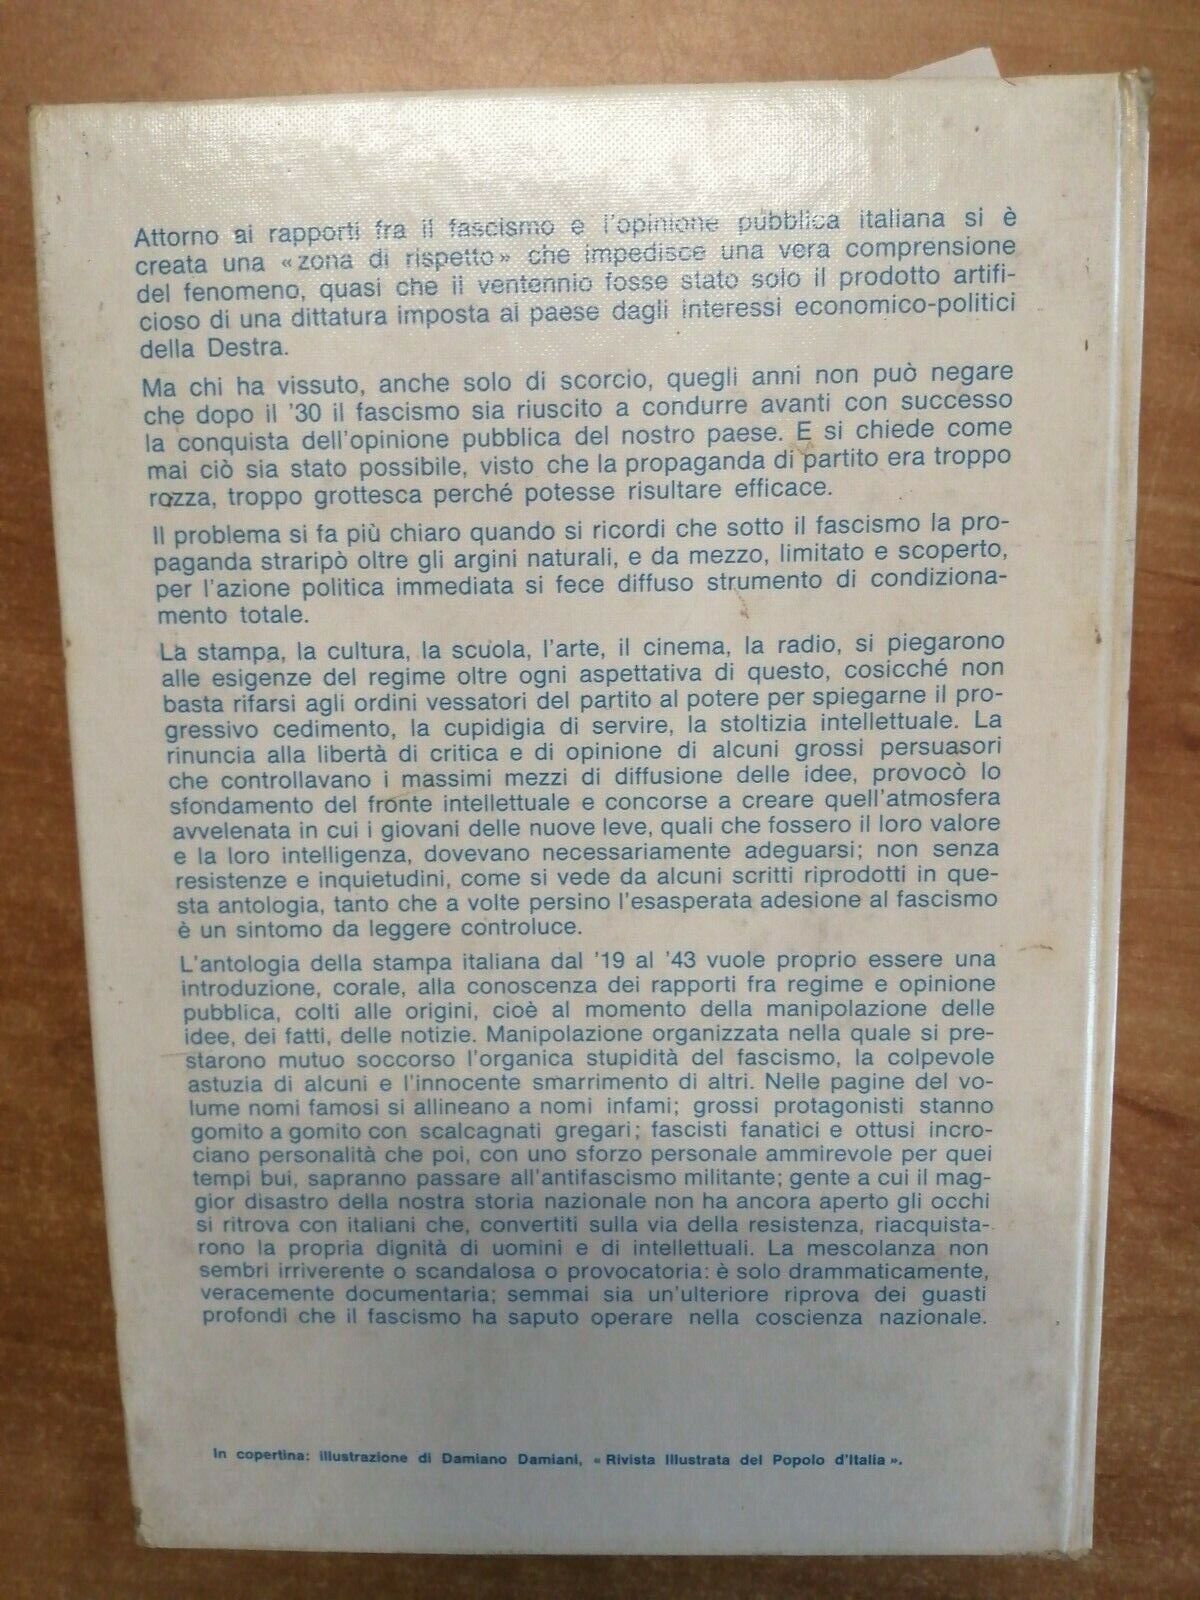 Attorno ai rapporti fra il fascismo e l'opinione pubblica italiana si è
creata una «zona di rispetto» che impedisce una vera comprensione
del fenomeno, quasi che il ventennio fosse stato solo il prodotto artifi-
cioso di una dittatura imposta al paese dagli interessi economico-politici
della Destra.
Ma chi ha vissuto, anche solo di scorcio, quegli anni non può negare
che dopo il '30 il fascismo sia riuscito a condurre avanti con successo
la conquista dell'opinione pubblica del nostro paese. E si chiede come
mai ciò sia stato possibile, visto che la propaganda di partito era troppo
rozza, troppo grottesca perché potesse risultare efficace.
Il problema si fa più chiaro quando si ricordi che sotto il fascismo la pro-
paganda straripò oltre gli argini naturali, e da mezzo, limitato e scoperto,
per l'azione politica immediata si fece diffuso strumento di condiziona-
mento totale.
La stampa, la cultura, la scuola, l'arte, il cinema, la radio, si piegarono
alle esigenze del regime oltre ogni aspettativa di questo, cosicché non
basta rifarsi agli ordini vessatori del partito al potere per spiegarne il pro-
gressivo cedimento, la cupidigia di servire, la stoltizia intellettuale. La
rinuncia alla libertà di critica e di opinione di alcuni grossi persuasori
che controllavano i massimi mezzi di diffusione delle idee, provocò lo
sfondamento del fronte intellettuale e concorse a creare quell'atmosfera
avvelenata in cui i giovani delle nuove leve, quali che fossero il loro valore
e la loro intelligenza, dovevano necessariamente adeguarsi; non senza
resistenze e inquietudini, come si vede da alcuni scritti riprodotti in que-
sta antologia, tanto che a volte persino l'esasperata adesione al fascismo
è un sintomo da leggere controluce.
L'antologia della stampa italiana dal '19 al '43 vuole proprio essere una
introduzione, corale, alla conoscenza dei rapporti fra regime e opinione
pubblica, colti alle origini, cioè al momento della manipolazione delle
idee, dei fatti, delle notizie. Manipolazione organizzata nella quale si pre-
starono mutuo soccorso l'organica stupidità del fascismo, la colpevole
astuzia di alcuni e l'innocente smarrimento di altri. Nelle pagine del vo-
lume nomi famosi si allineano a nomi infami; grossi protagonisti stanno
gomito a gomito con scalcagnati gregari; fascisti fanatici e ottusi incro-
ciano personalità che poi, con uno sforzo personale ammirevole per quei
tempi bui, sapranno passare all'antifascismo militante; gente a cui il mag-
gior disastro della nostra storia nazionale non ha ancora aperto gli occhi
si ritrova con italiani che, convertiti sulla via della resistenza, riacquista-
rono la propria dignità di uomini e di intellettuali. La mescolanza non
sembri irriverente o scandalosa o provocatoria: è solo drammaticamente,
veracemente documentaria; semmai sia un'ulteriore riprova dei guasti
profondi che il fascismo ha saputo operare nella coscienza nazionale.
In copertina: illustrazione di Damiano Damiani, « Rivista Illustrata del Popolo d'Italia ».